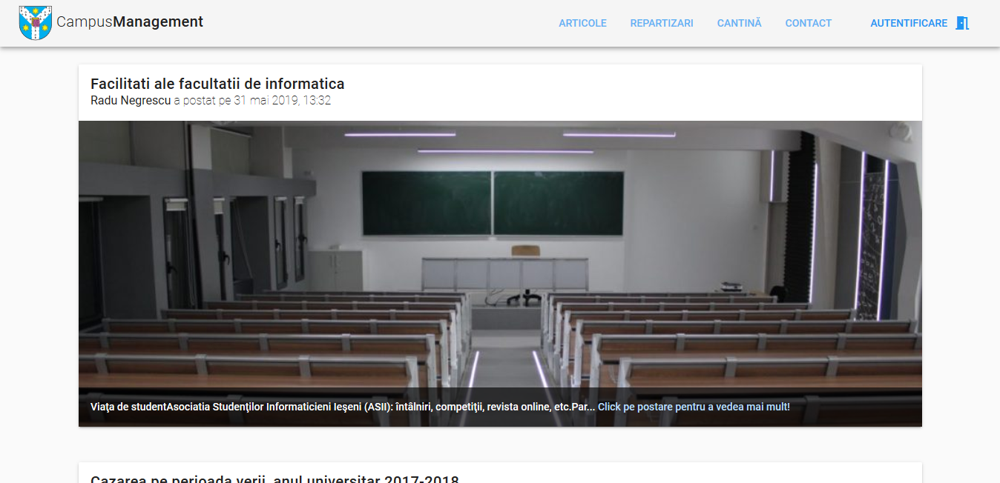 CampusManagement
ARTICOLE
REPARTIZARI
CANTINĂ
CONTACT
AUTENTIFICARE
Facilitati ale facultatii de informatica
Radu Negrescu a postat pe 31 mai 2019, 13:32
Viaţa de studentAsociatia Studenţilor Informaticieni Ieşeni (ASII): întâlniri, competiţii, revista online, etc.Par... Click pe postare pentru a vedea mai mult!
Cazarea pe perioada verii, anul universitar 2017-2018